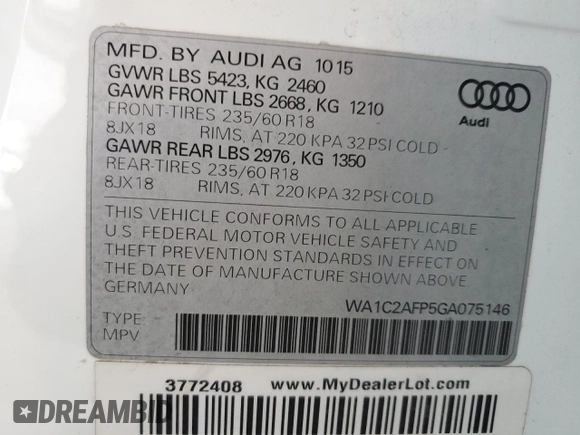 MFD. BY AUDI AG 1015
GVWR LBS 5423, KG 2460
GAWR FRONT LBS 2668, KG 1210
FRONT-TIRES 235/60 R18
8JX18 RIMS, AT 220 KPA 32 PSI COLD -
GAWR REAR LBS 2976, KG 1350
REAR-TIRES 235/60 R18
8JX18 RIMS, AT 220 KPA 32 PSI COLD
Audi
THIS VEHICLE CONFORMS TO ALL APPLICABLE
U.S. FEDERAL MOTOR VEHICLE SAFETY AND
THEFT PREVENTION STANDARDS IN EFFECT ON
THE DATE OF MANUFACTURE SHOWN ABOVE.
GERMANY
WA1C2AFP5GA075146
TYPE
MPV
3772408 www.MyDealerLot.com
DREAMBID